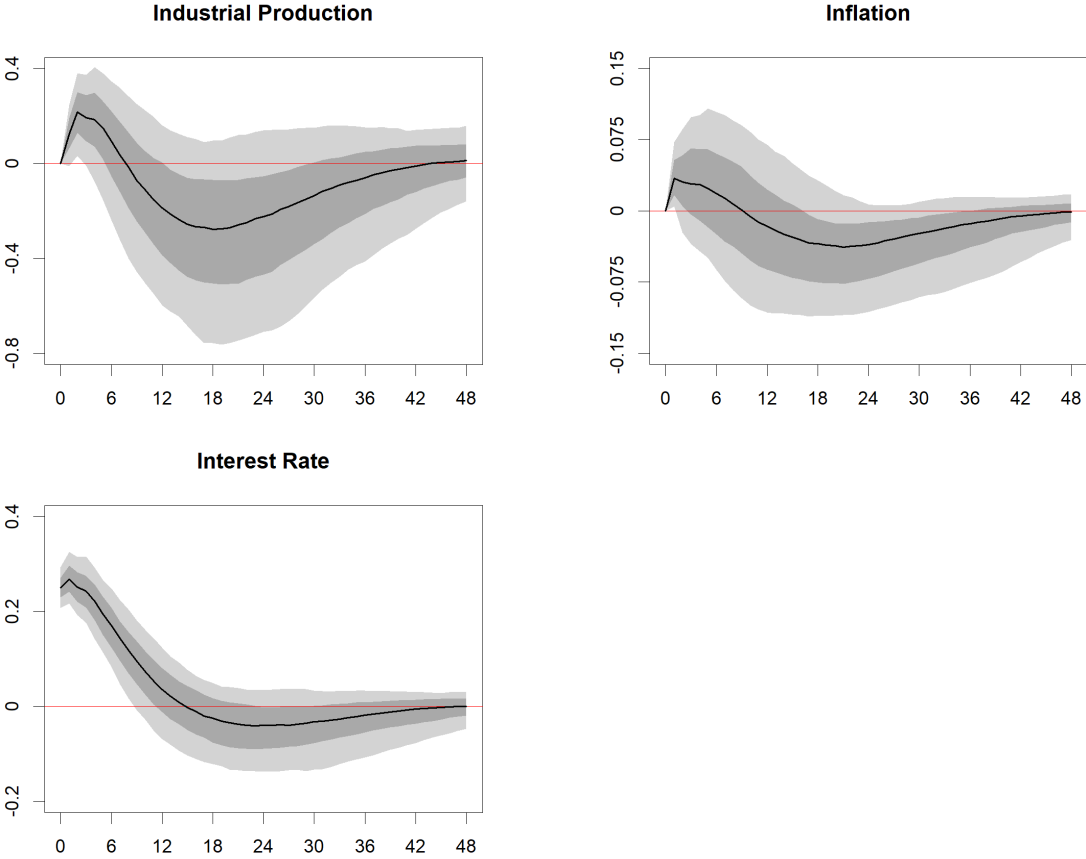 Industrial Production
0.4
0
-0.4
-0.8
0 6 12 18 24 30 36 42 48
Inflation
0.15
0.075
0
-0.075
-0.15
0 6 12 18 24 30 36 42 48
Interest Rate
0.4
0.2
0
-0.2
0 6 12 18 24 30 36 42 48